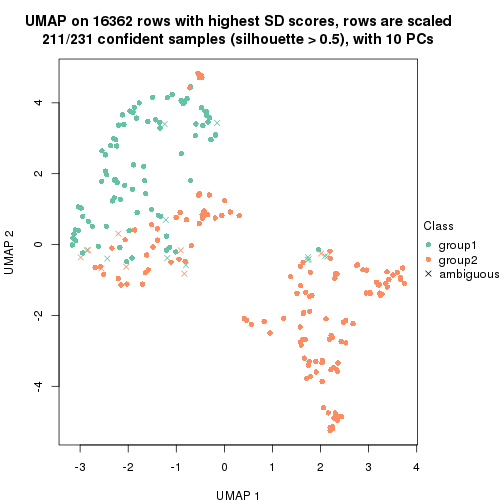 UMAP on 16362 rows with highest SD scores, rows are scaled
211/231 confident samples (silhouette > 0.5), with 10 PCs
4
2
0
-2
-4
UMAP 2
-3
-2
-1
0
1
2
3
4
UMAP 1
Class
group1
group2
ambiguous